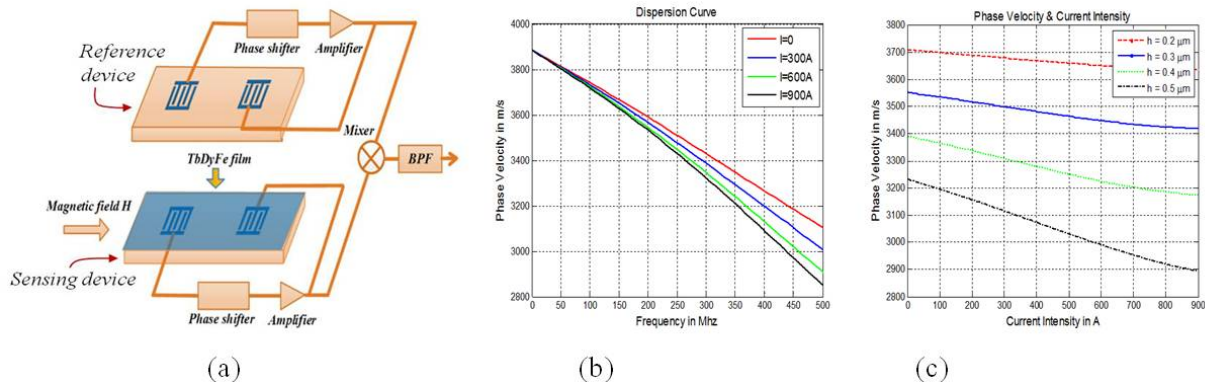 Phase shifter
Amplifier
Reference
device
Mixer
BPF
TbDyFe film
Magnetic field H
Sensing device
Phase shifter
Amplifier
(a)
Dispersion Curve
Phase Velocity in m/s
4000
3800
3600
3400
3200
3000
2800
I=0
I=300A
I=600A
I=900A
0 50 100 150 200 250 300 350 400 450 500
Frequency in Mhz
(b)
Phase Velocity & Current Intensity
Phase Velocity in m/s
3800
3700
3600
3500
3400
3300
3200
3100
3000
2900
2800
h = 0.2 μm
h = 0.3 μm
h = 0.4 μm
h = 0.5 μm
0 100 200 300 400 500 600 700 800 900
Current Intensity in A
(c)